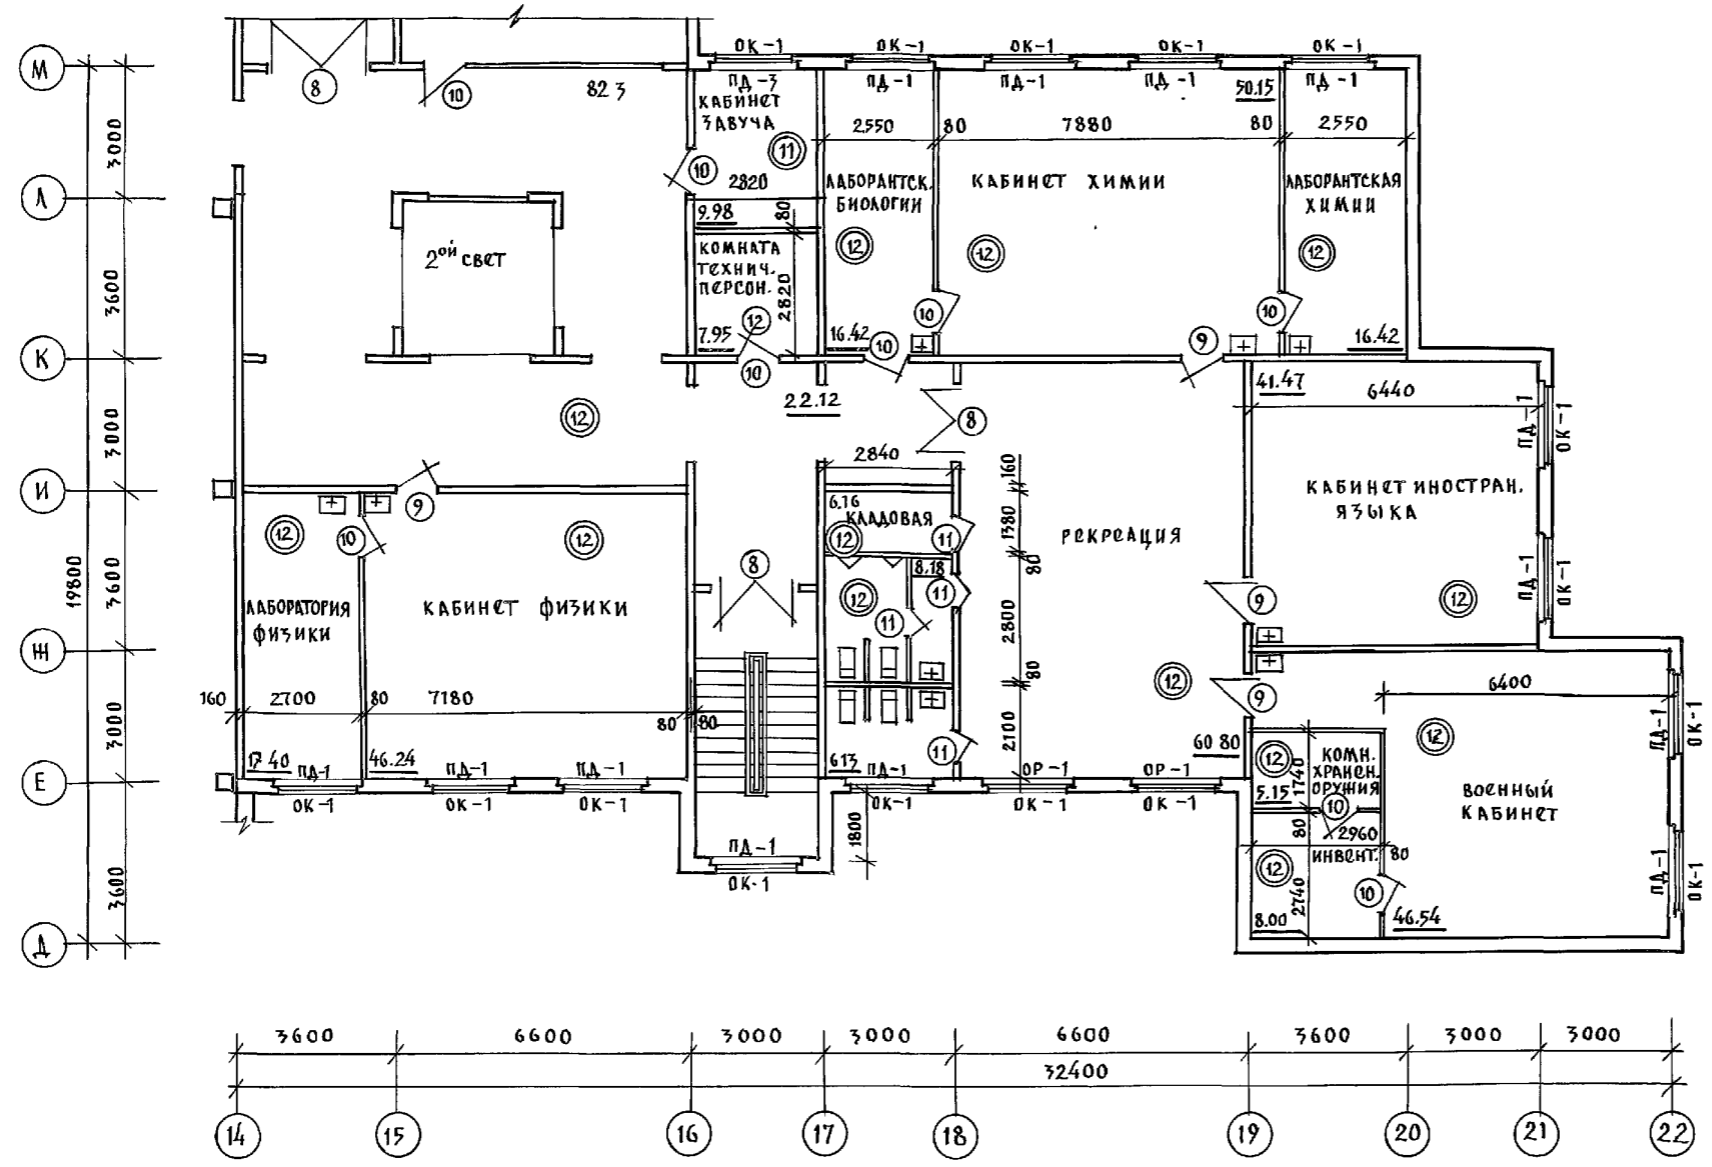 ОК-1
ОК-1
ОК-1
ОК-1
ОК-1
М
8
10
823
ПД-3
ПД-1
ПД-1
ПД-1
50.15
ПД-1
КАБИНЕТ
ЗАВУЧА
11
2550
80
7880
80
2550
3000
10
2820
ЛАБОРАНТСК.
БИОЛОГИИ
КАБИНЕТ ХИМИИ
ЛАБОРАНТСКАЯ
ХИМИИ
Л
9.98
80
12
12
12
2ой СВЕТ
КОМНАТА
ТЕХНИЧ.
ПЕРСОН.
2820
3600
7.95
12
16.42
10
10
10
9
16.42
К
10
41.47
6440
22.12
12
8
3000
ПД-1
ОК-1
2840
160
И
9
6.16
КЛАДОВАЯ
1380
КАБИНЕТ ИНОСТРАН.
ЯЗЫКА
12
10
12
12
11
РЕКРЕАЦИЯ
19800
3600
8
8.18
80
ПД-1
ОК-1
12
11
9
12
ЛАБОРАТОРИЯ
ФИЗИКИ
КАБИНЕТ ФИЗИКИ
11
2800
Ж
80
12
9
6400
160
2700
80
7180
80
80
3000
2100
ПД-1
ОК-1
12
17.40
46.24
11
60 80
12
КОМН.
ХРАНЕН.
ОРУЖИЯ
1740
ПД-1
ПД-1
ПД-1
613
ПД-1
ОР-1
ОР-1
Е
5.15
10
ВОЕННЫЙ
КАБИНЕТ
ОК-1
ОК-1
ОК-1
ОК-1
ОК-1
ОК-1
1800
80
2960
ПД-1
ИНВЕНТ.
80
3600
ОК-1
12
10
2740
ПД-1
ОК-1
8.00
46.54
Д
3600
6600
3000
3000
6600
3600
3000
3000
32400
14
15
16
17
18
19
20
21
22